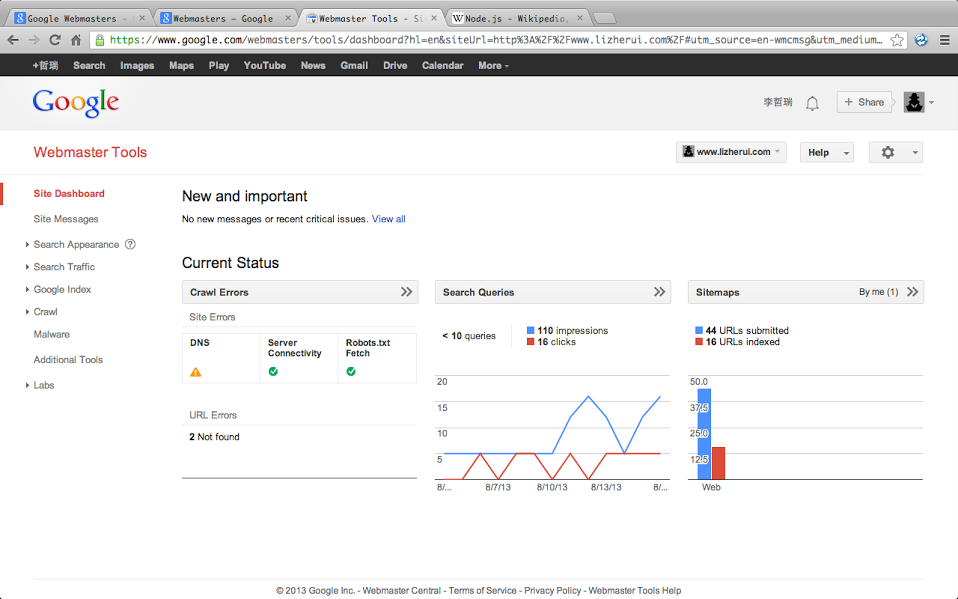 Google Webmasters -
Webmasters – Google
Webmaster Tools - Si
Node.js - Wikipedia,
https://www.google.com/webmasters/tools/dashboard?hl=en&siteUrl=http%3A%2F%2Fwww.lizherui.com%2F#utm_source=en-wmcmsg&utm_medium...
+哲瑞 Search Images Maps Play YouTube News Gmail Drive Calendar More
Google
李哲瑞
+ Share
Webmaster Tools
www.lizherui.com
Help
Site Dashboard
Site Messages
Search Appearance ?
Search Traffic
Google Index
Crawl
Malware
Additional Tools
Labs
New and important
No new messages or recent critical issues. View all
Current Status
Crawl Errors
Site Errors
DNS
Server Connectivity
Robots.txt Fetch
URL Errors
2 Not found
Search Queries
< 10 queries
110 impressions
16 clicks
20
15
10
5
8/... 8/7/13 8/10/13 8/13/13 8/...
Sitemaps
By me (1)
44 URLs submitted
16 URLs indexed
50.0
37.5
25.0
12.5
Web
© 2013 Google Inc. - Webmaster Central - Terms of Service - Privacy Policy - Webmaster Tools Help